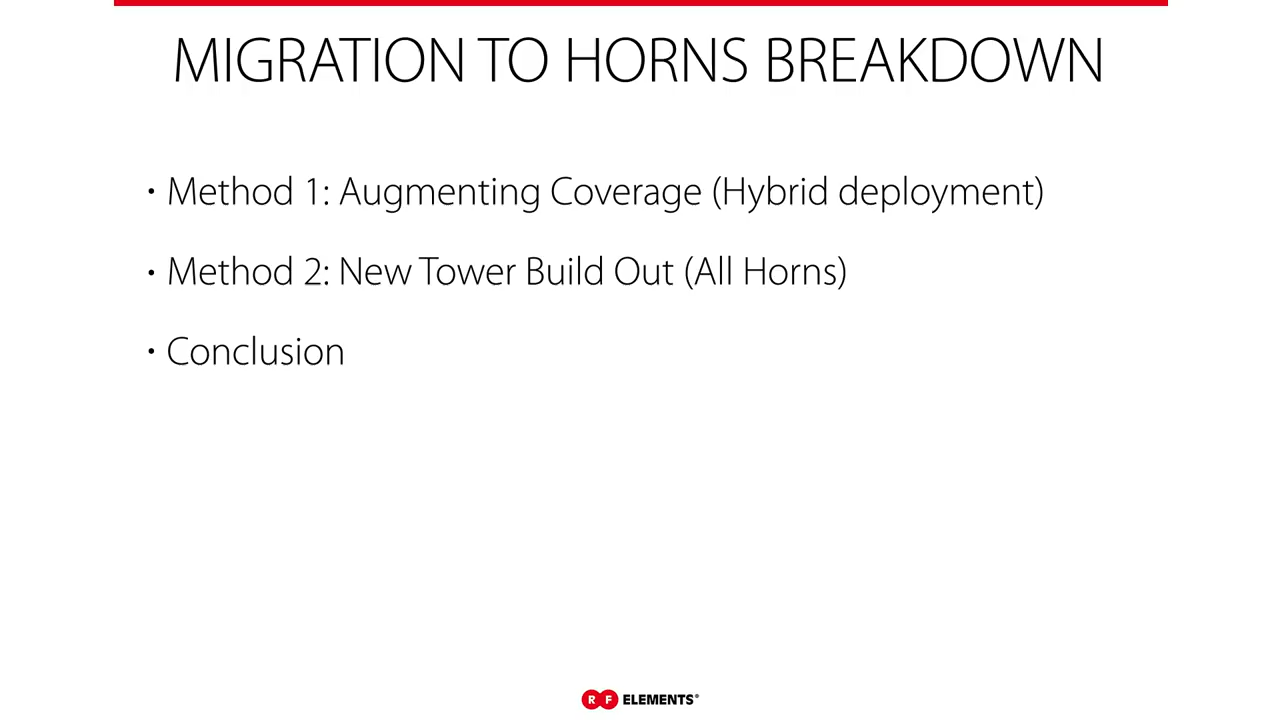 MIGRATION TO HORNS BREAKDOWN
• Method 1: Augmenting Coverage (Hybrid deployment)
• Method 2: New Tower Build Out (All Horns)
• Conclusion
RF ELEMENTS®